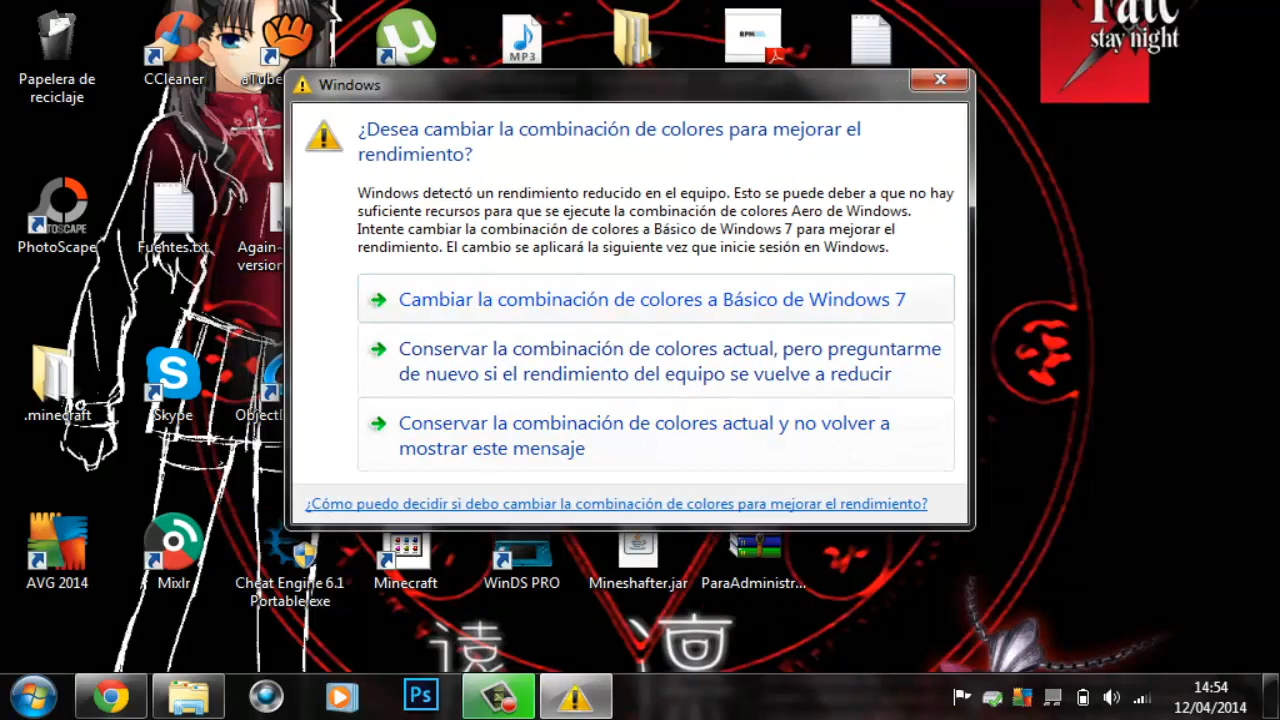 Fate
stay night
Papelera de
reciclaje
CCleaner
aTube
MP3
BPM
Windows
¿Desea cambiar la combinación de colores para mejorar el
rendimiento?
Windows detectó un rendimiento reducido en el equipo. Esto se puede deber a que no hay
suficiente recursos para que se ejecute la combinación de colores Aero de Windows.
Intente cambiar la combinación de colores a Básico de Windows 7 para mejorar el
rendimiento. El cambio se aplicará la siguiente vez que inicie sesión en Windows.
Cambiar la combinación de colores a Básico de Windows 7
Conservar la combinación de colores actual, pero preguntarme
de nuevo si el rendimiento del equipo se vuelve a reducir
Conservar la combinación de colores actual y no volver a
mostrar este mensaje
¿Cómo puedo decidir si debo cambiar la combinación de colores para mejorar el rendimiento?
PhotoScape
Fuentes.txt
Again-
version
.minecraft
Skype
ObjectD
AVG 2014
Mixlr
Cheat Engine 6.1
Portable.exe
Minecraft
WinDS PRO
Mineshafter.jar
ParaAdministr...
遠
Ps
14:54
12/04/2014